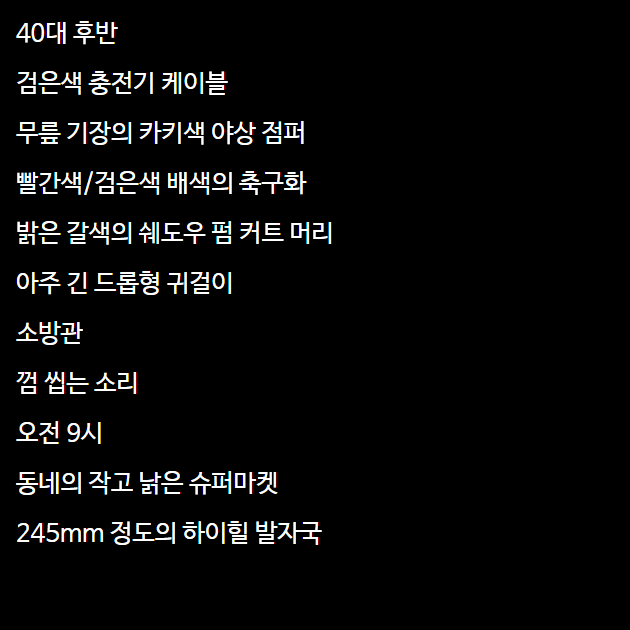 40대 후반
검은색 충전기 케이블
무릎 기장의 카키색 야상 점퍼
빨간색/검은색 배색의 축구화
밝은 갈색의 쉐도우 펌 커트 머리
아주 긴 드롭형 귀걸이
소방관
껌 씹는 소리
오전 9시
동네의 작고 낡은 슈퍼마켓
245mm 정도의 하이힐 발자국